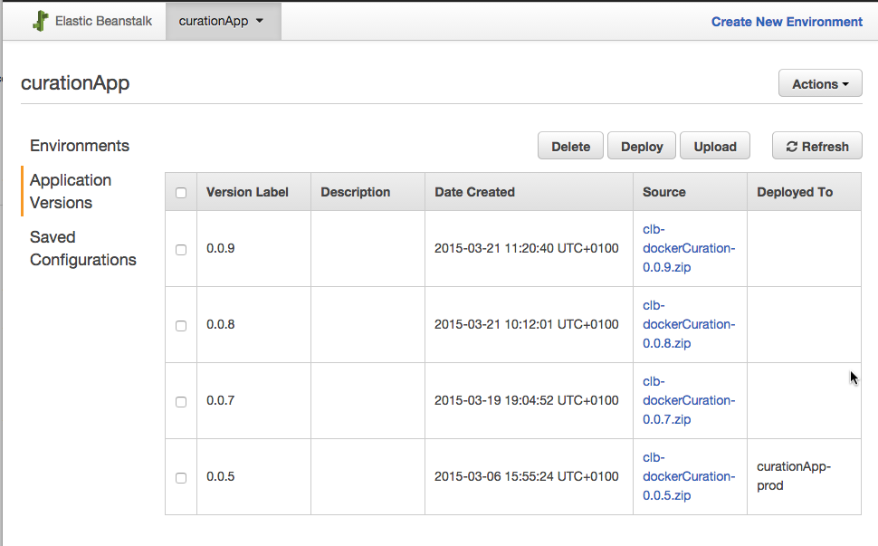 Elastic Beanstalk
curationApp
Create New Environment
curationApp
Actions
Environments
Application
Versions
Saved
Configurations
Delete
Deploy
Upload
Refresh
Version Label
Description
Date Created
Source
Deployed To
0.0.9
2015-03-21 11:20:40 UTC+0100
clb-
dockerCuration-
0.0.9.zip
0.0.8
2015-03-21 10:12:01 UTC+0100
clb-
dockerCuration-
0.0.8.zip
0.0.7
2015-03-19 19:04:52 UTC+0100
clb-
dockerCuration-
0.0.7.zip
0.0.5
2015-03-06 15:55:24 UTC+0100
clb-
dockerCuration-
0.0.5.zip
curationApp-
prod